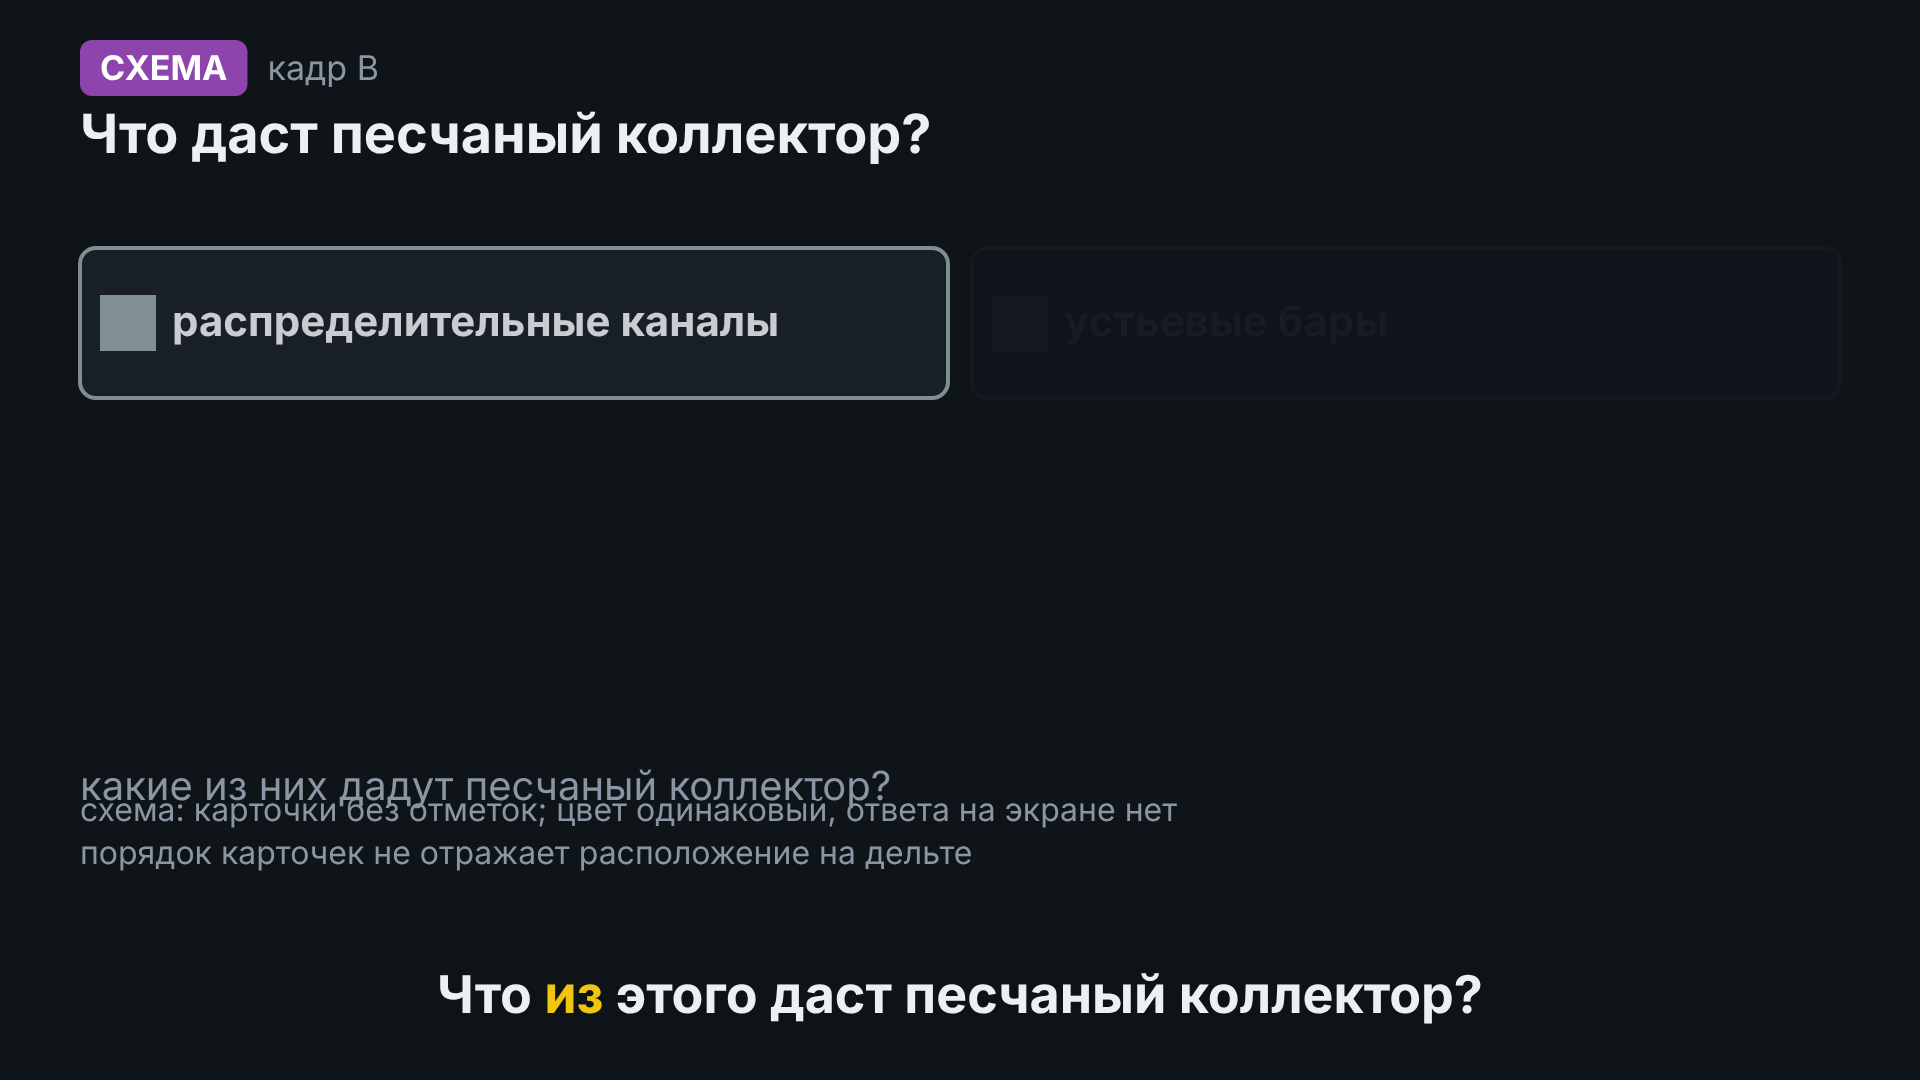 СХЕМА кадр В
Что даст песчаный коллектор?
распределительные каналы устьевые бары
какие из них дадут песчаный коллектор?
схема: карточки без отметок; цвет одинаковый, ответа на экране нет
порядок карточек не отражает расположение на дельте
Что из этого даст песчаный коллектор?